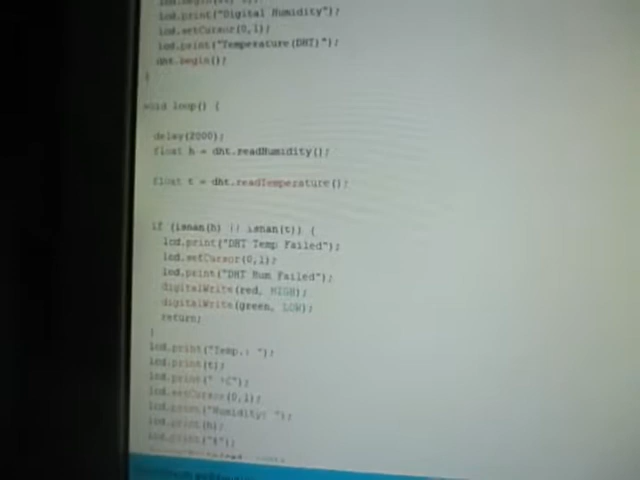 lcd.print("Digital Humidity");
lcd.setCursor(0,1);
lcd.print("Temperature(DHT)");
dht.begin();
}
void loop() {
delay(2000);
float h = dht.readHumidity();
float t = dht.readTemperature();
if (isnan(h) || isnan(t)) {
lcd.print("DHT Temp Failed");
lcd.setCursor(0,1);
lcd.print("DHT Hum Failed");
digitalWrite(red, HIGH);
digitalWrite(green, LOW);
return;
}
lcd.print("Temp.: ");
lcd.print(t);
lcd.print(" *C");
lcd.setCursor(0,1);
lcd.print("Humidity: ");
lcd.print(h);
lcd.print("%");